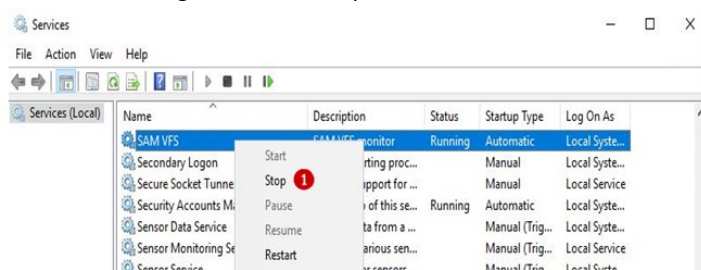 Services
File Action View Help
Services (Local)
Name Description Status Startup Type Log On As
SAM VFS SAM VFS monitor Running Automatic Local Syste...
Secondary Logon rting proc... Manual Local Syste...
Secure Socket Tunne pport for ... Manual Local Service
Security Accounts Ma of this se... Running Automatic Local Syste...
Sensor Data Service ta from a ... Manual (Trig... Local Syste...
Sensor Monitoring Se arious sen... Manual (Trig... Local Service
Start
Stop 1
Pause
Resume
Restart